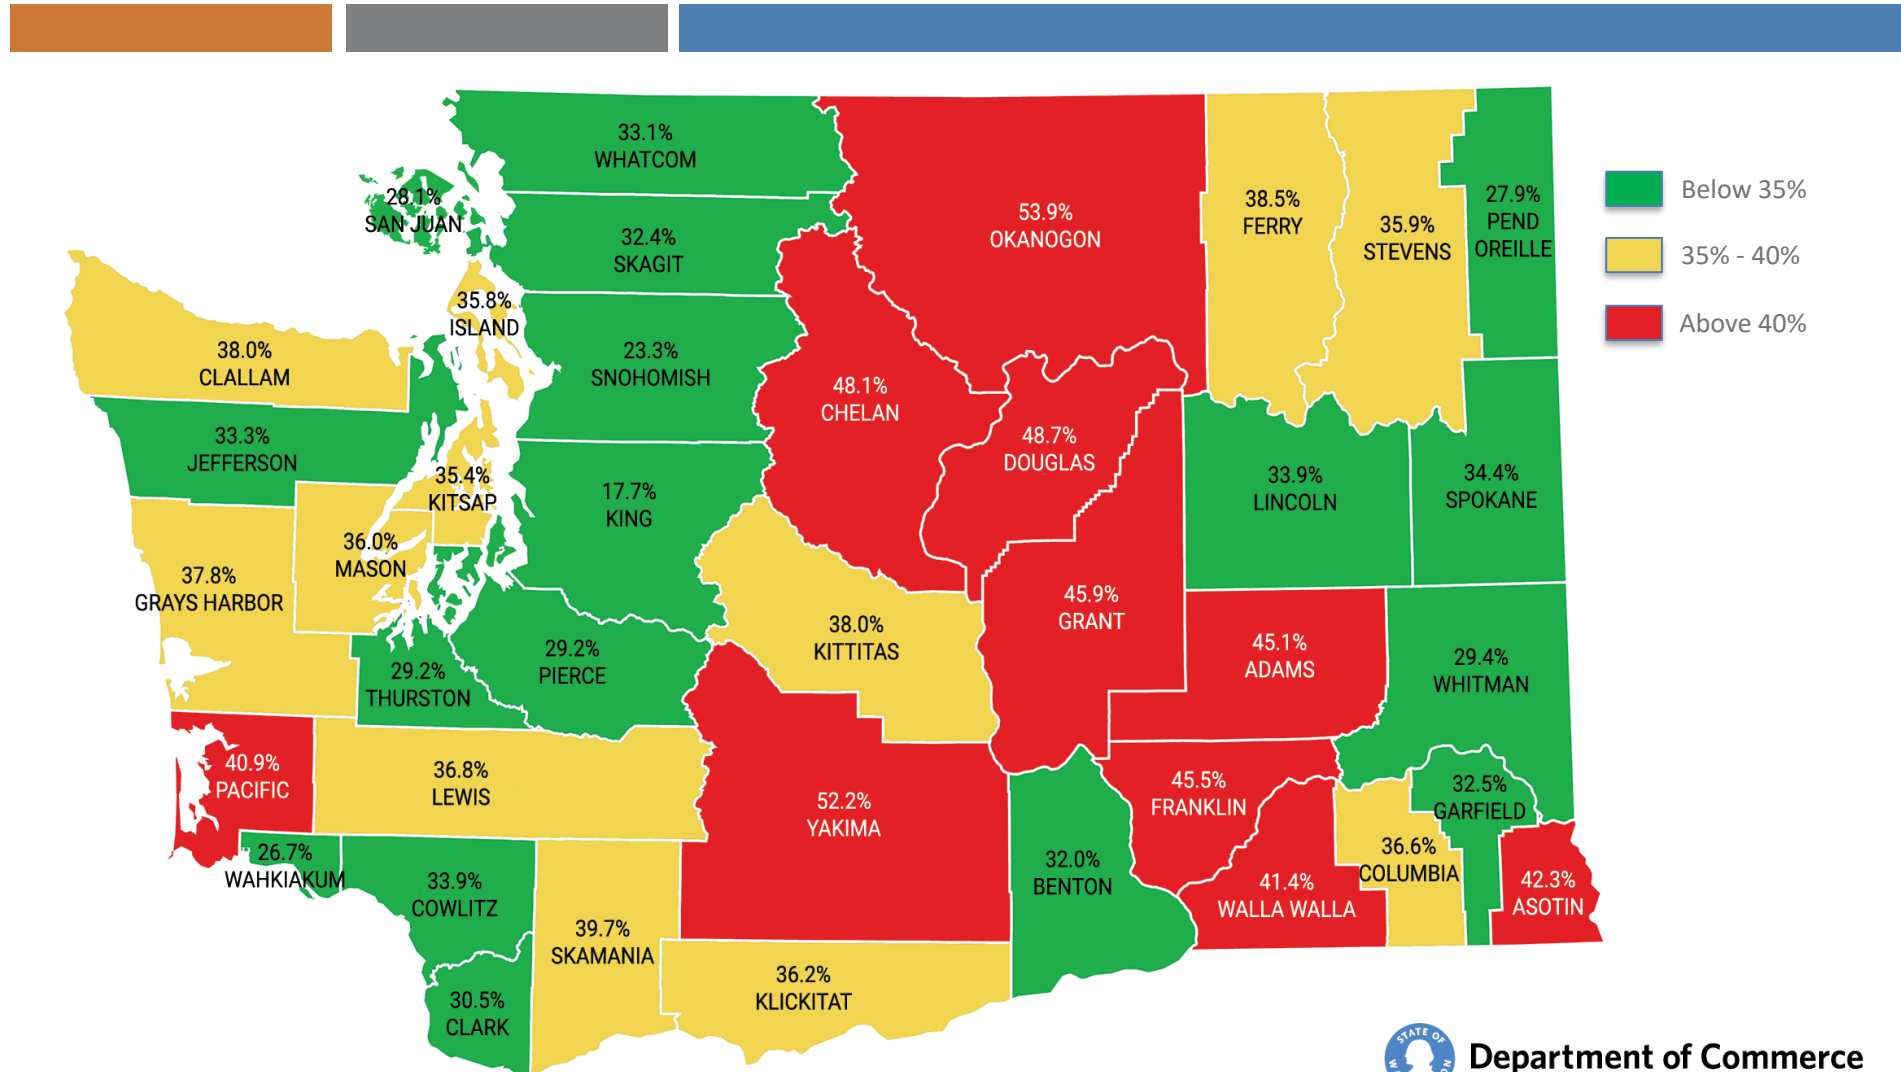 33.1%
WHATCOM
28.1%
SAN JUAN
32.4%
SKAGIT
53.9%
OKANOGON
38.5%
FERRY
35.9%
STEVENS
27.9%
PEND
OREILLE
Below 35%
35% - 40%
Above 40%
35.8%
ISLAND
38.0%
CLALLAM
23.3%
SNOHOMISH
48.1%
CHELAN
48.7%
DOUGLAS
33.3%
JEFFERSON
35.4%
KITSAP
17.7%
KING
33.9%
LINCOLN
34.4%
SPOKANE
36.0%
MASON
37.8%
GRAYS HARBOR
38.0%
KITTITAS
45.9%
GRANT
45.1%
ADAMS
29.4%
WHITMAN
29.2%
THURSTON
29.2%
PIERCE
40.9%
PACIFIC
36.8%
LEWIS
52.2%
YAKIMA
45.5%
FRANKLIN
32.5%
GARFIELD
26.7%
WAHKIAKUM
33.9%
COWLITZ
32.0%
BENTON
41.4%
WALLA WALLA
36.6%
COLUMBIA
42.3%
ASOTIN
39.7%
SKAMANIA
36.2%
KLICKITAT
30.5%
CLARK
STATE OF
Department of Commerce